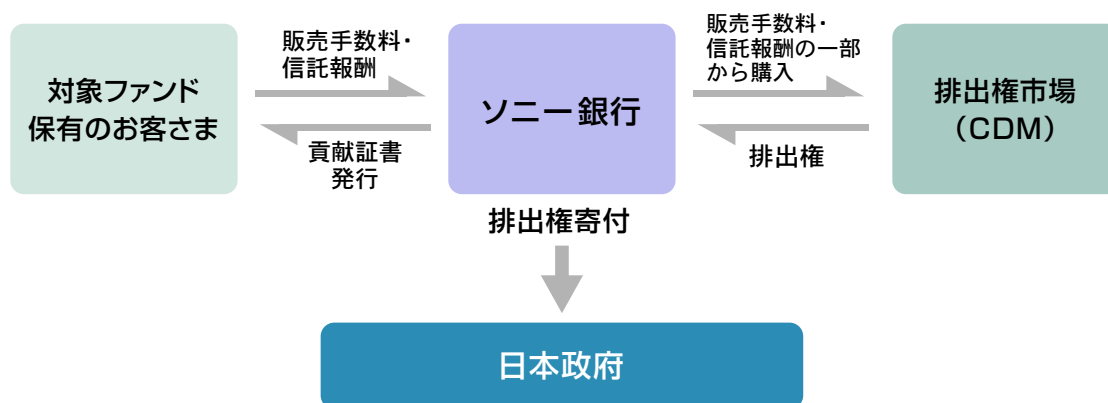 対象ファンド
保有のお客さま
販売手数料・
信託報酬
貢献証書
発行
ソニー銀行
販売手数料・
信託報酬の一部
から購入
排出権
排出権市場
(CDM)
排出権寄付
日本政府